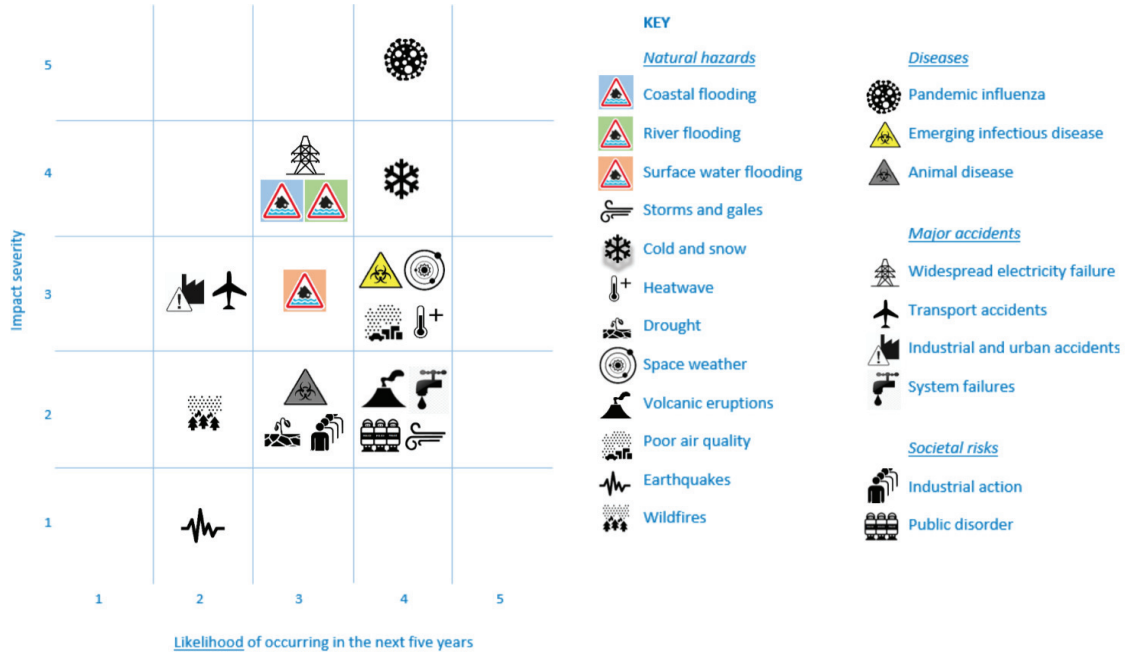 5
4
3
2
1
Impact severity
1 2 3 4 5
Likelihood of occurring in the next five years
KEY
Natural hazards
Coastal flooding
River flooding
Surface water flooding
Storms and gales
Cold and snow
Heatwave
Drought
Space weather
Volcanic eruptions
Poor air quality
Earthquakes
Wildfires
Diseases
Pandemic influenza
Emerging infectious disease
Animal disease
Major accidents
Widespread electricity failure
Transport accidents
Industrial and urban accidents
System failures
Societal risks
Industrial action
Public disorder